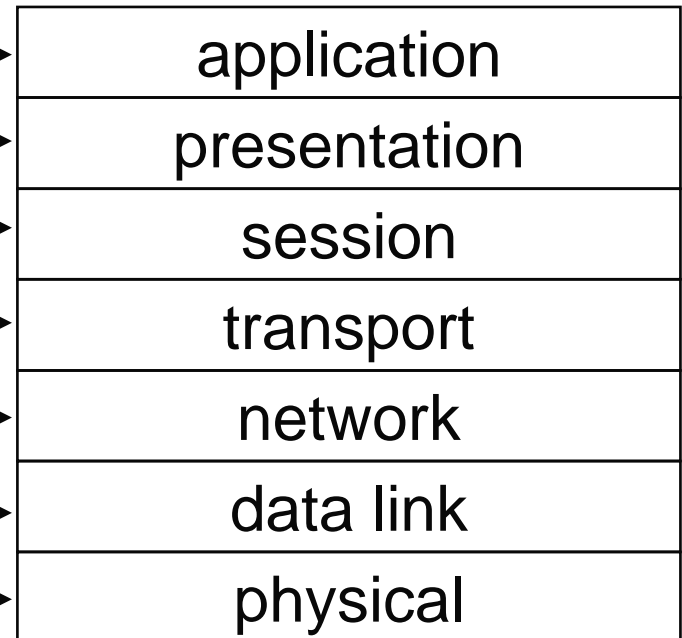 application
presentation
session
transport
network
data link
physical